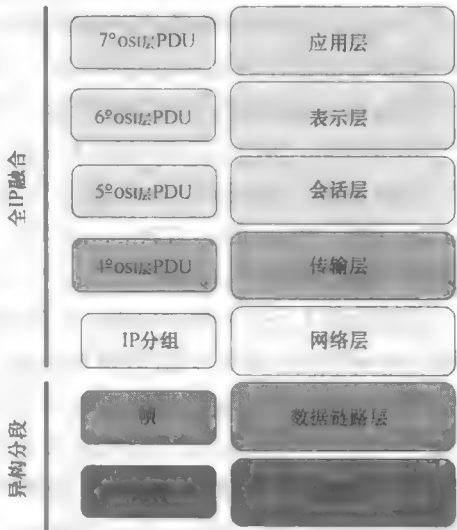 7°OSI层PDU 应用层
6ºOSI层PDU 表示层
5ºOSI层PDU 会话层
4ºOSI层PDU 传输层
IP分组 网络层
帧 数据链路层
全IP融合
异构分段